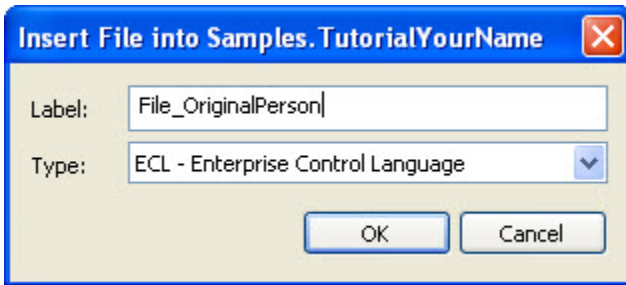 Insert File into Samples.TutorialYourName
Label: File_OriginalPerson
Type: ECL - Enterprise Control Language
OK Cancel